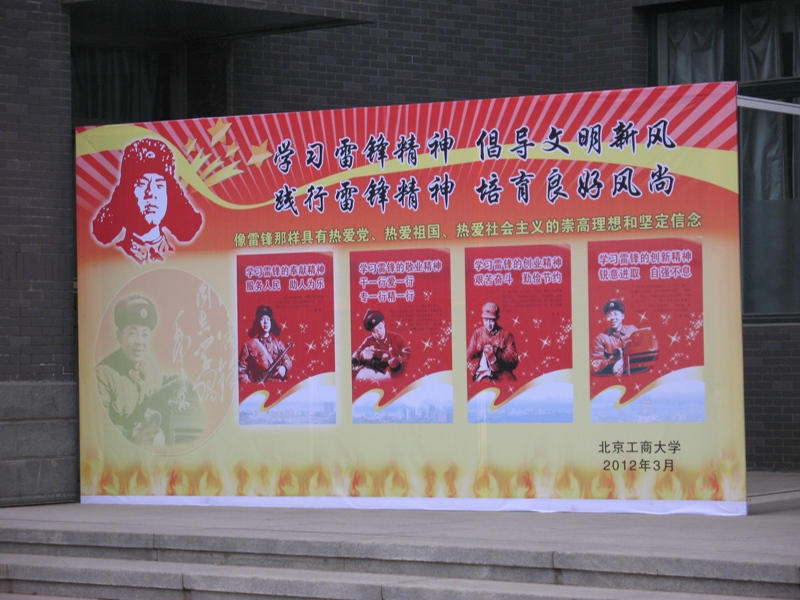 学习雷锋精神 倡导文明新风
践行雷锋精神 培育良好风尚
像雷锋那样具有热爱党、热爱祖国、热爱社会主义的崇高理想和坚定信念
学习雷锋的奉献精神
服务人民 助人为乐
学习雷锋的敬业精神
干一行爱一行
专一行精一行
学习雷锋的创业精神
艰苦奋斗 勤俭节约
学习雷锋的创新精神
锐意进取 自强不息
北京工商大学
2012年3月